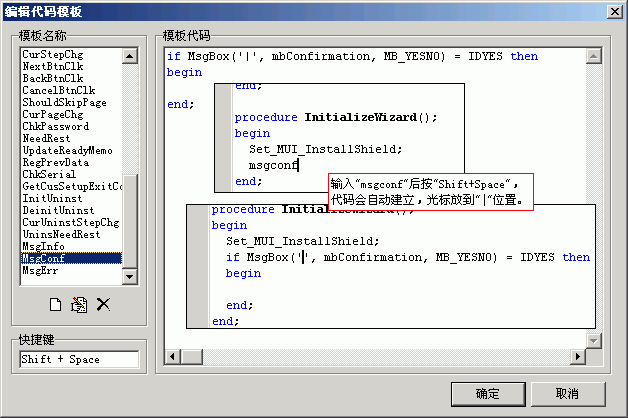 编辑代码模板
模板名称
CurStepChg
NextBtnClk
BackBtnClk
CancelBtnClk
ShouldSkipPage
CurPageChg
ChkPassword
NeedRest
UpdateReadyMemo
RegPrevData
ChkSerial
GetCusSetupExitCo
InitUninst
DeinitUninst
CurUninstStepChg
UninsNeedRest
MsgInfo
MsgConf
MsgErr
快捷键
Shift + Space
模板代码
if MsgBox('|', mbConfirmation, MB_YESNO) = IDYES then
begin
end;
end;
procedure InitializeWizard();
begin
Set_MUI_InstallShield;
msgconf
end;
输入"msgconf"后按"Shift+Space",
代码会自动建立，光标放到"|"位置。
procedure InitializeWizard();
begin
Set_MUI_InstallShield;
if MsgBox('|', mbConfirmation, MB_YESNO) = IDYES then
begin
end;
end;
确定
取消